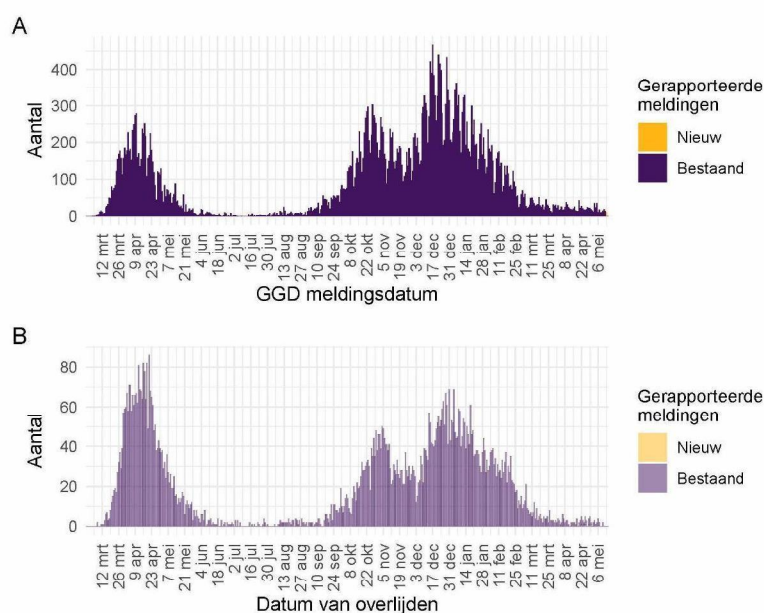 A
Aantal
400
300
200
100
0
12 mrt
26 mrt
9 apr
23 apr
7 mei
21 mei
4 jun
18 jun
2 jul
16 jul
30 jul
13 aug
27 aug
10 sep
24 sep
8 okt
22 okt
5 nov
19 nov
3 dec
17 dec
31 dec
14 jan
28 jan
11 feb
25 feb
11 mrt
25 mrt
8 apr
22 apr
6 mei
GGD meldingsdatum
Gerapporteerde
meldingen
Nieuw
Bestaand
B
Aantal
80
60
40
20
0
12 mrt
26 mrt
9 apr
23 apr
7 mei
21 mei
4 jun
18 jun
2 jul
16 jul
30 jul
13 aug
27 aug
10 sep
24 sep
8 okt
22 okt
5 nov
19 nov
3 dec
17 dec
31 dec
14 jan
28 jan
11 feb
25 feb
11 mrt
25 mrt
8 apr
22 apr
6 mei
Datum van overlijden
Gerapporteerde
meldingen
Nieuw
Bestaand